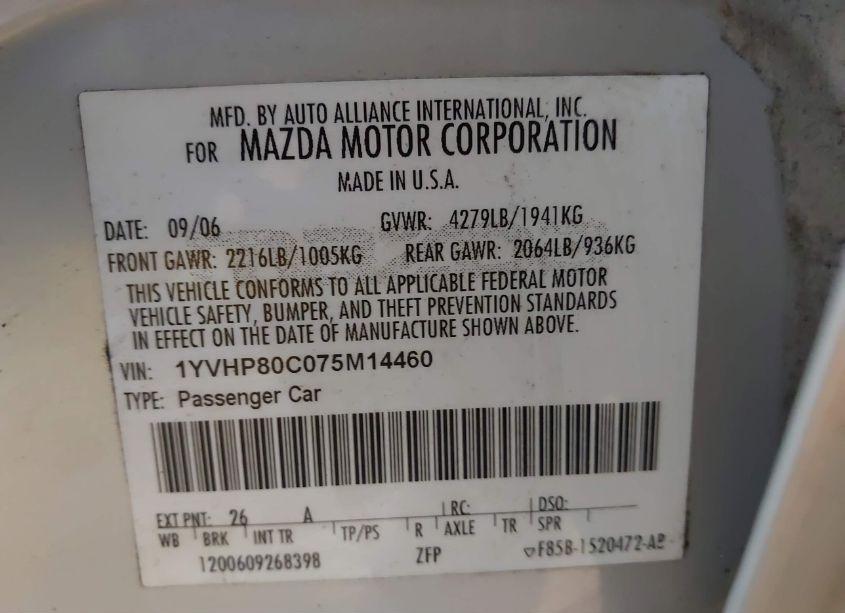 MFD. BY AUTO ALLIANCE INTERNATIONAL, INC.
FOR MAZDA MOTOR CORPORATION
MADE IN U.S.A.
DATE: 09/06 GVWR: 4279LB/1941KG
FRONT GAWR: 2216LB/1005KG REAR GAWR: 2064LB/936KG
THIS VEHICLE CONFORMS TO ALL APPLICABLE FEDERAL MOTOR
VEHICLE SAFETY, BUMPER, AND THEFT PREVENTION STANDARDS
IN EFFECT ON THE DATE OF MANUFACTURE SHOWN ABOVE.
VIN: 1YVHP80C075M14460
TYPE: Passenger Car
EXT PNT: 26 A RC: DSO:
WB BRK INT TR TP/PS R AXLE TR SPR
1200609268398 ZFP F85B-1520472-AB